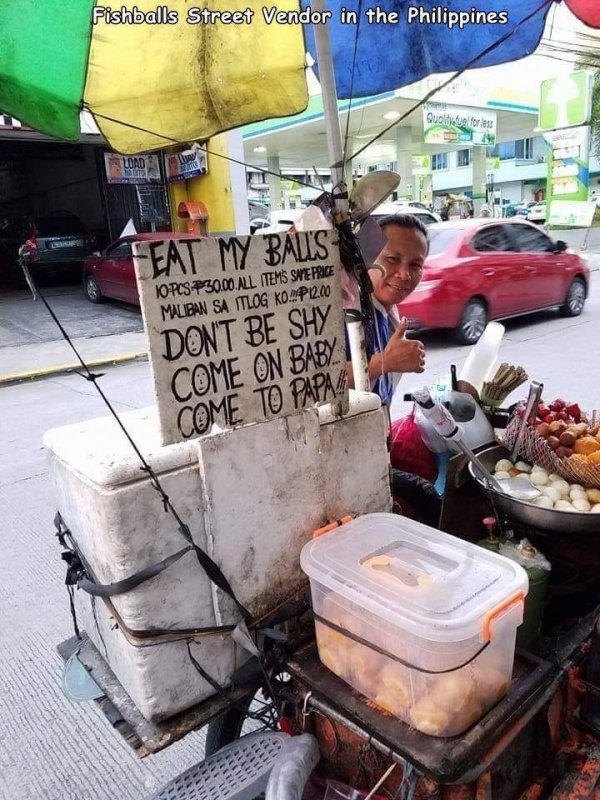 Fishballs Street Vendor in the Philippines
Quality fuel for less
LOAD
EAT MY BALLS
10-PCS-₱30.00 ALL ITEMS SAME PRICE
MALIBAN SA ITLOG KO!!! ₱12.00
DON'T BE SHY
COME ON BABY..
COME TO PAPA!!!